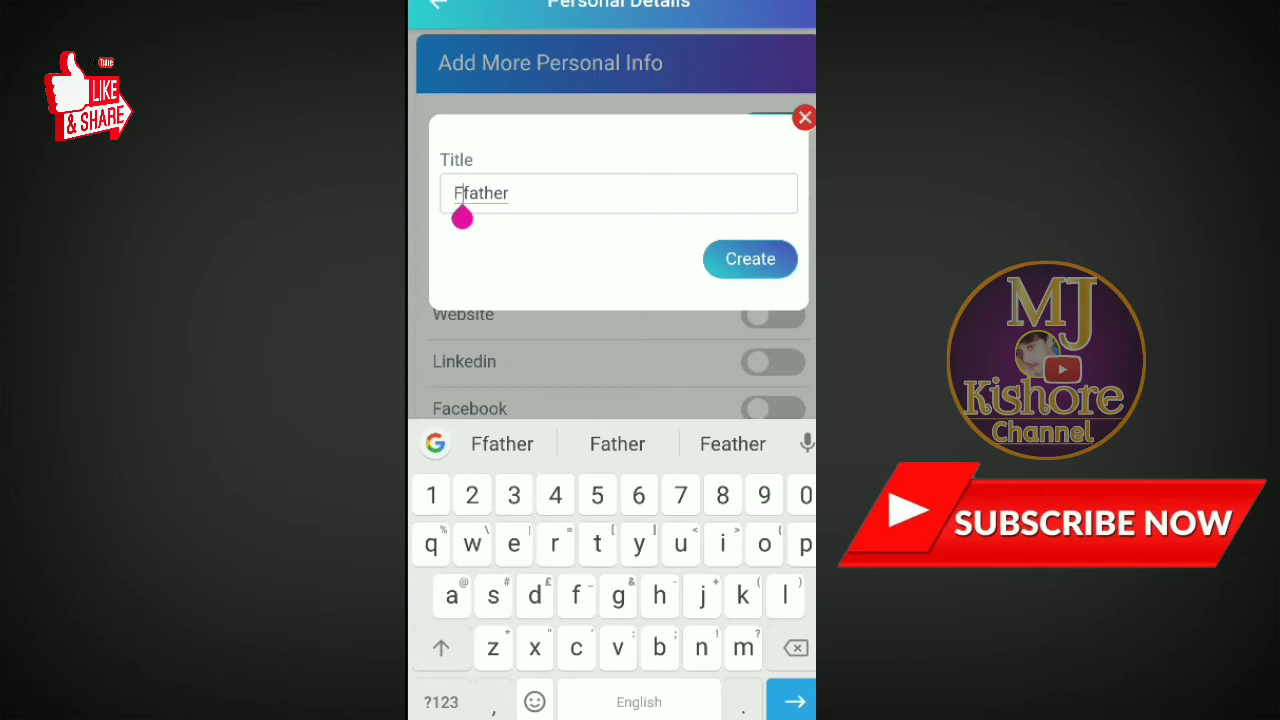 Personal Details
Add More Personal Info
Title
Ffather
Create
Website
Linkedin
Facebook
Ffather Father Feather
1 2 3 4 5 6 7 8 9 0
% \ | = [ ] < > {
q w e r t y u i o p
@ # £ _ & - + ( )
a s d f g h j k l
* " ' : ; ! ?
z x c v b n m
?123 , English .
Tube
LIKE
& SHARE
MJ
Kishore
Channel
SUBSCRIBE NOW